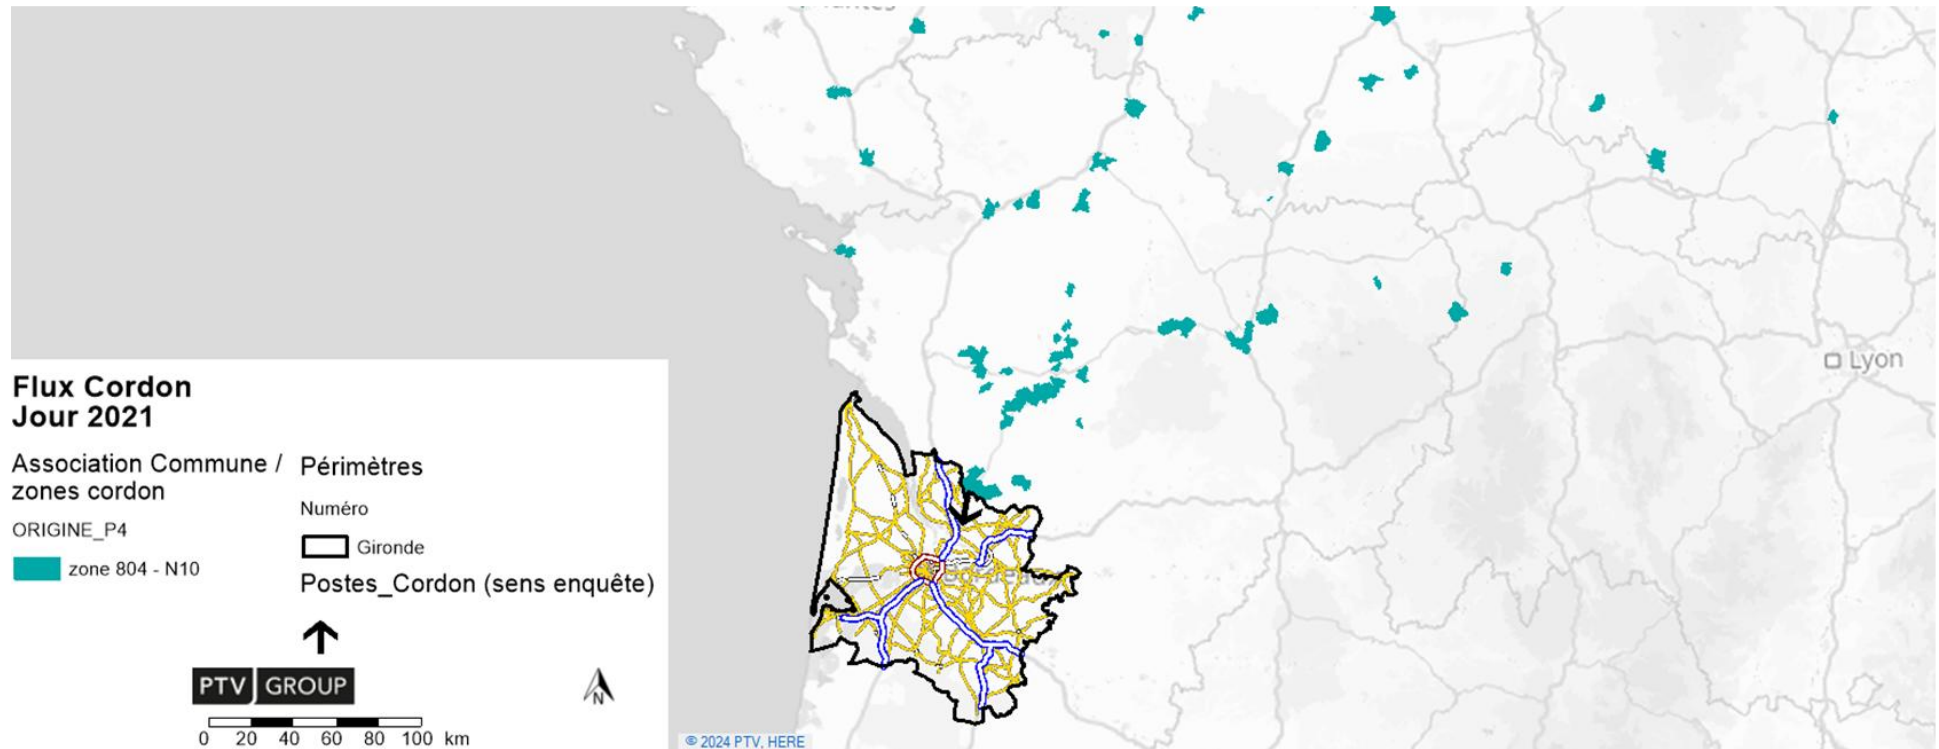 Flux Cordon
Jour 2021
Association Commune /
zones cordon
ORIGINE_P4
zone 804 - N10
Périmètres
Numéro
Gironde
Postes_Cordon (sens enquête)
PTV GROUP
N
0 20 40 60 80 100 km
© 2024 PTV, HERE
Lyon
Bordeaux